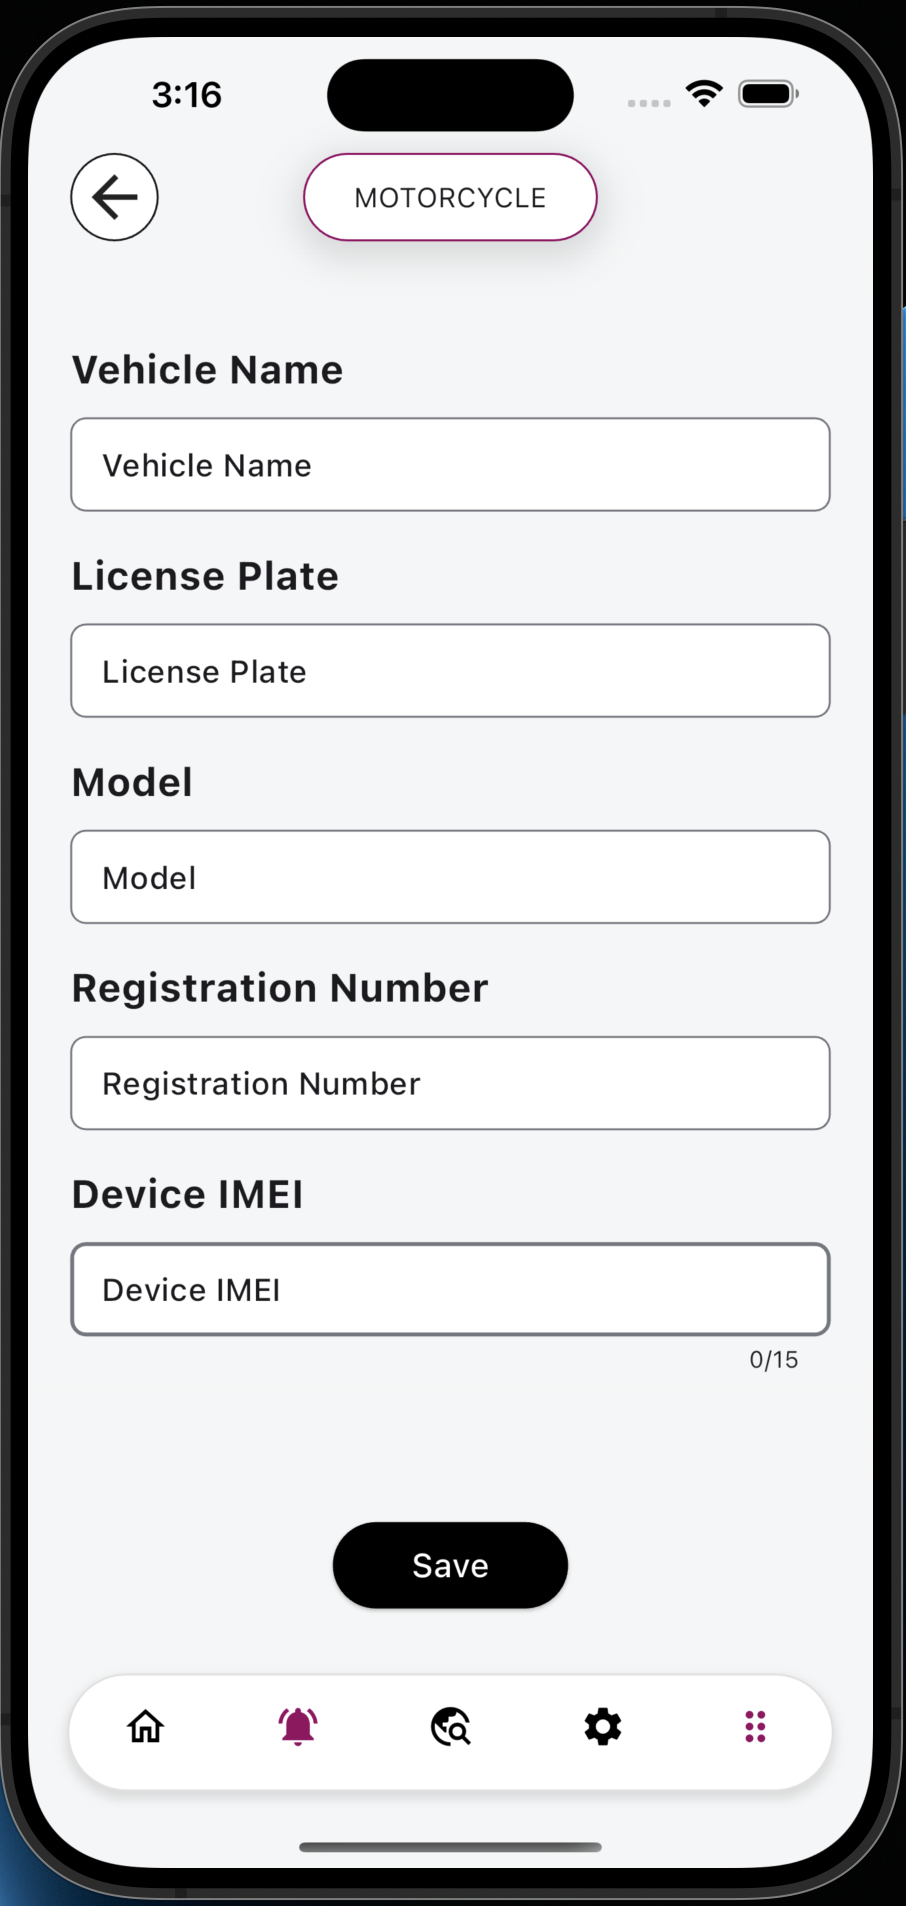 3:16
MOTORCYCLE
Vehicle Name
Vehicle Name
License Plate
License Plate
Model
Model
Registration Number
Registration Number
Device IMEI
Device IMEI
0/15
Save